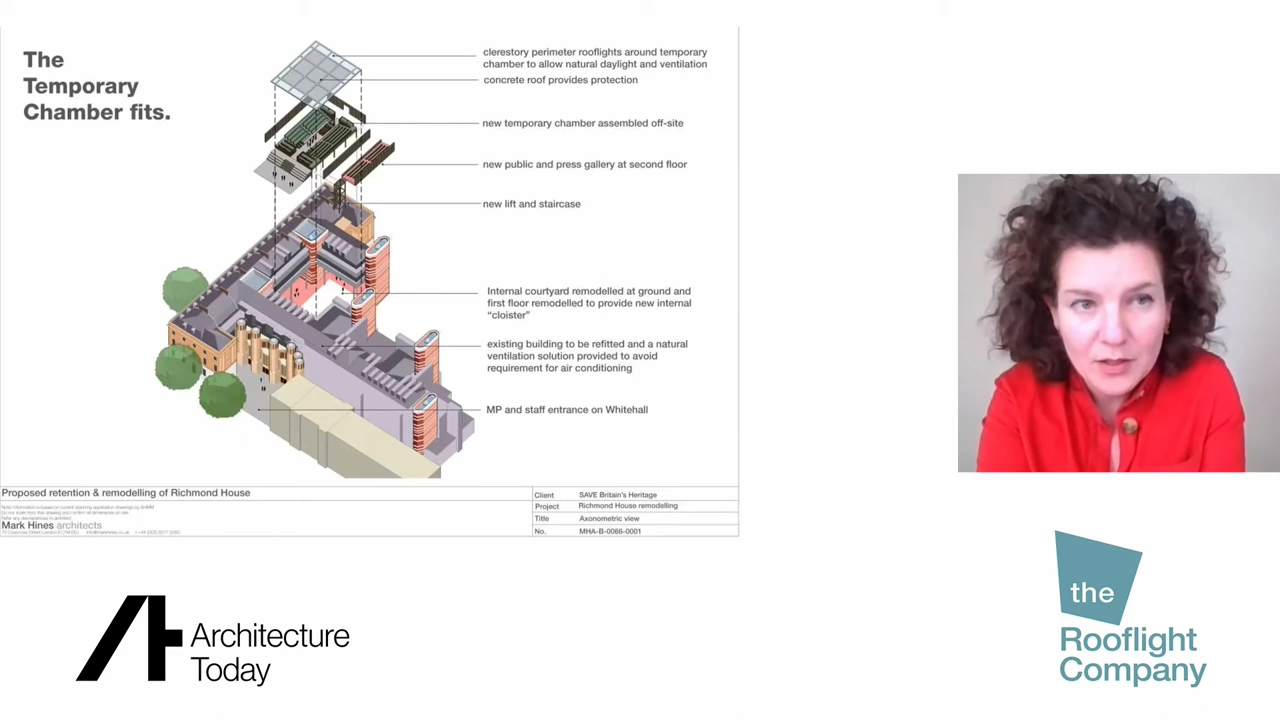 The
Temporary
Chamber fits.
clerestory perimeter rooflights around temporary
chamber to allow natural daylight and ventilation
concrete roof provides protection
new temporary chamber assembled off-site
new public and press gallery at second floor
new lift and staircase
Internal courtyard remodelled at ground and
first floor remodelled to provide new internal
“cloister”
existing building to be refitted and a natural
ventilation solution provided to avoid
requirement for air conditioning
MP and staff entrance on Whitehall
Proposed retention & remodelling of Richmond House
Mark Hines architects
Client SAVE Britain's Heritage
Project Richmond House remodelling
Title Axonometric view
No. MHA-B-0066-0001
Architecture
Today
the
Rooflight
Company